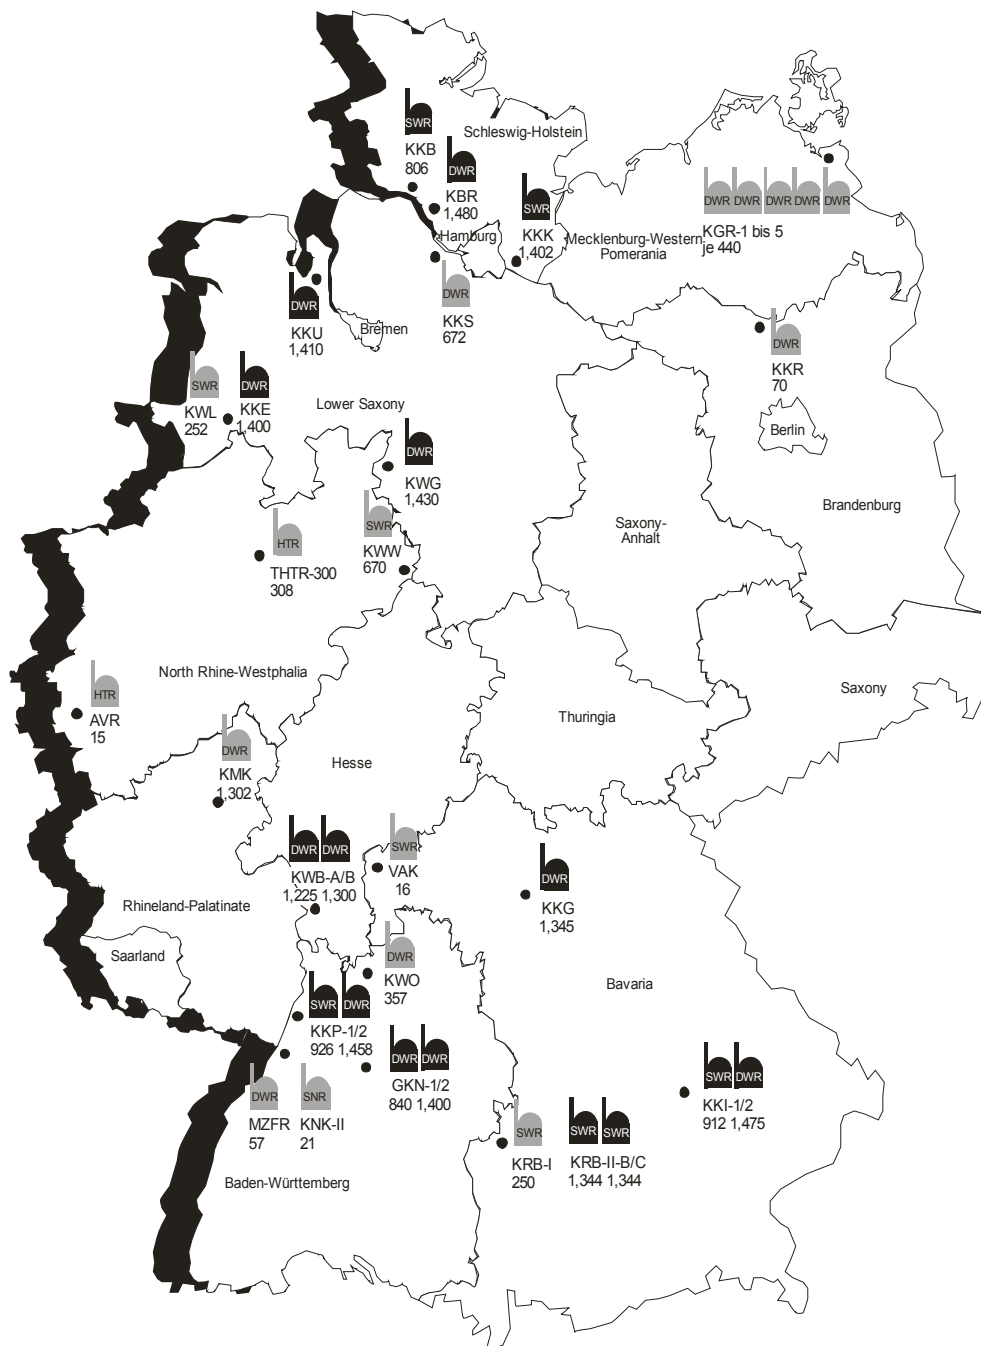 SWR
KKB
806
Schleswig-Holstein
DWR
KBR
1,480
SWR
KKK
1,402
Hamburg
DWR DWR DWR DWR DWR
KGR-1 bis 5
je 440
Mecklenburg-Western
Pomerania
DWR
KKU
1,410
Bremen
DWR
KKS
672
DWR
KKR
70
SWR
KWL
252
DWR
KKE
1,400
Lower Saxony
Berlin
DWR
KWG
1,430
Brandenburg
SWR
KWW
670
Saxony-
Anhalt
HTR
THTR-300
308
North Rhine-Westphalia
HTR
AVR
15
Saxony
Thuringia
DWR
KMK
1,302
Hesse
DWR DWR
KWB-A/B
1,225 1,300
SWR
VAK
16
DWR
KKG
1,345
Rhineland-Palatinate
Saarland
DWR
KWO
357
Bavaria
SWR DWR
KKP-1/2
926 1,458
DWR DWR
GKN-1/2
840 1,400
SWR DWR
KKI-1/2
912 1,475
DWR
MZFR
57
SNR
KNK-II
21
SWR
KRB-I
250
SWR SWR
KRB-II-B/C
1,344 1,344
Baden-Württemberg